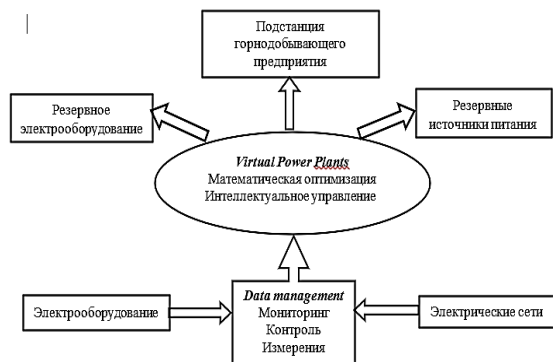 Подстанция
горнодобывающего
предприятия
Резервное
электрооборудование
Резервные
источники питания
Virtual Power Plants
Математическая оптимизация
Интеллектуальное управление
Электрооборудование
Data management
Мониторинг
Контроль
Измерения
Электрические сети